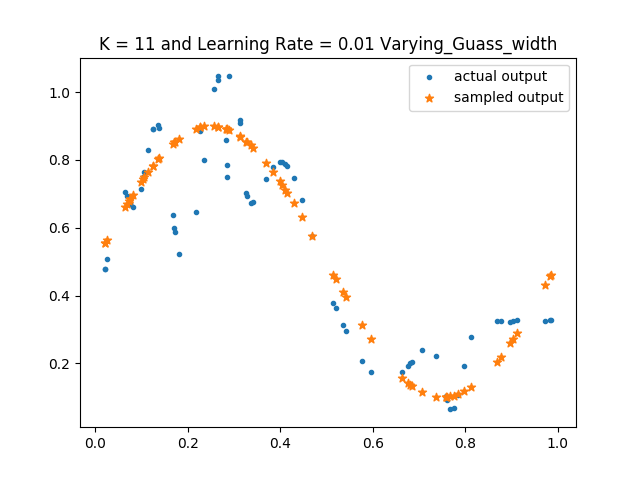 K = 11 and Learning Rate = 0.01 Varying_Guass_width
actual output
sampled output
1.0
0.8
0.6
0.4
0.2
0.0 0.2 0.4 0.6 0.8 1.0